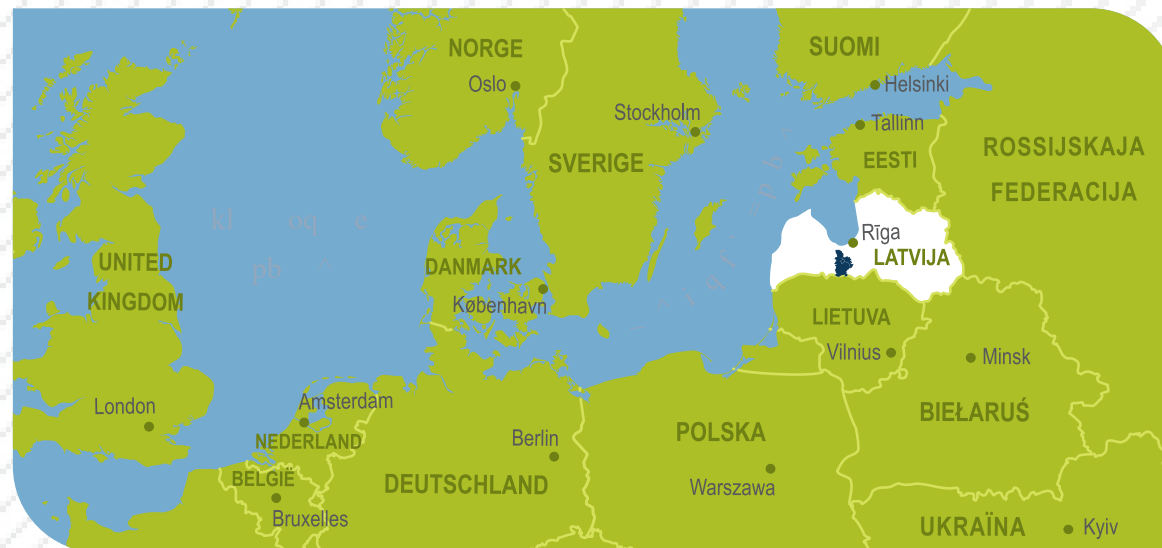 NORGE
Oslo
SUOMI
Helsinki
Stockholm
Tallinn
SVERIGE
EESTI
ROSSIJSKAJA
FEDERACIJA
Rīga
LATVIJA
UNITED
KINGDOM
DANMARK
København
LIETUVA
Vilnius
Minsk
London
Amsterdam
NEDERLAND
Berlin
POLSKA
BIEŁARUŚ
BELGIË
Bruxelles
DEUTSCHLAND
Warszawa
UKRAÏNA
Kyiv